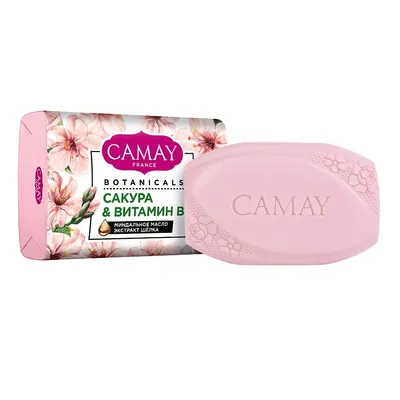 CAMAY
FRANCE
BOTANICALS
САКУРА
& ВИТАМИН B
МИНДАЛЬНОЕ МАСЛО
ЭКСТРАКТ ШЁЛКА
CAMAY